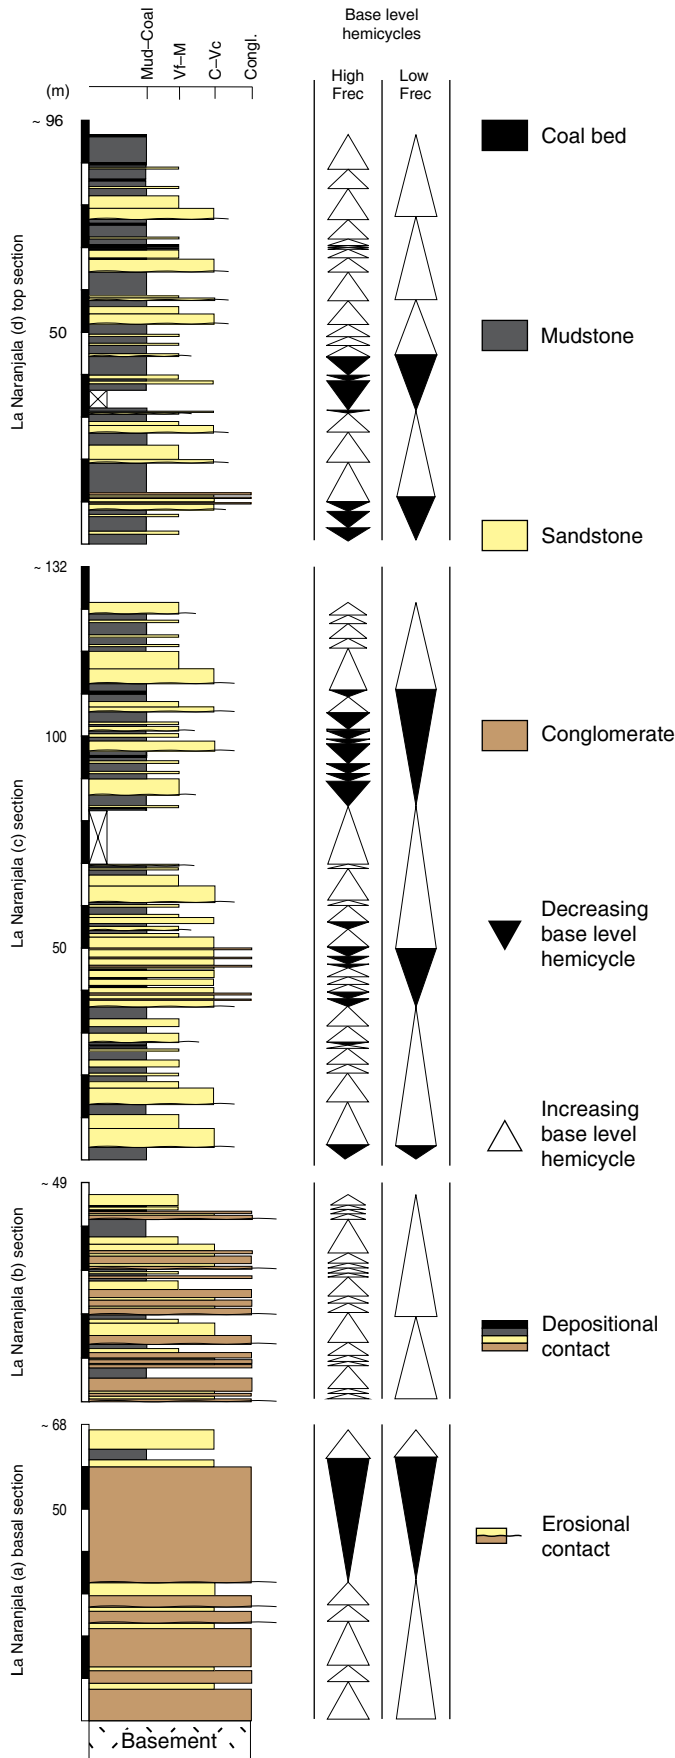 Base level
hemicycles
Mud–Coal
Vf–M
C–Vc
Congl.
High
Frec
Low
Frec
(m)
~ 96
50
La Naranjala (d) top section
~ 132
100
50
La Naranjala (c) section
~ 49
La Naranjala (b) section
~ 68
50
La Naranjala (a) basal section
Basement
Coal bed
Mudstone
Sandstone
Conglomerate
Decreasing
base level
hemicycle
Increasing
base level
hemicycle
Depositional
contact
Erosional
contact